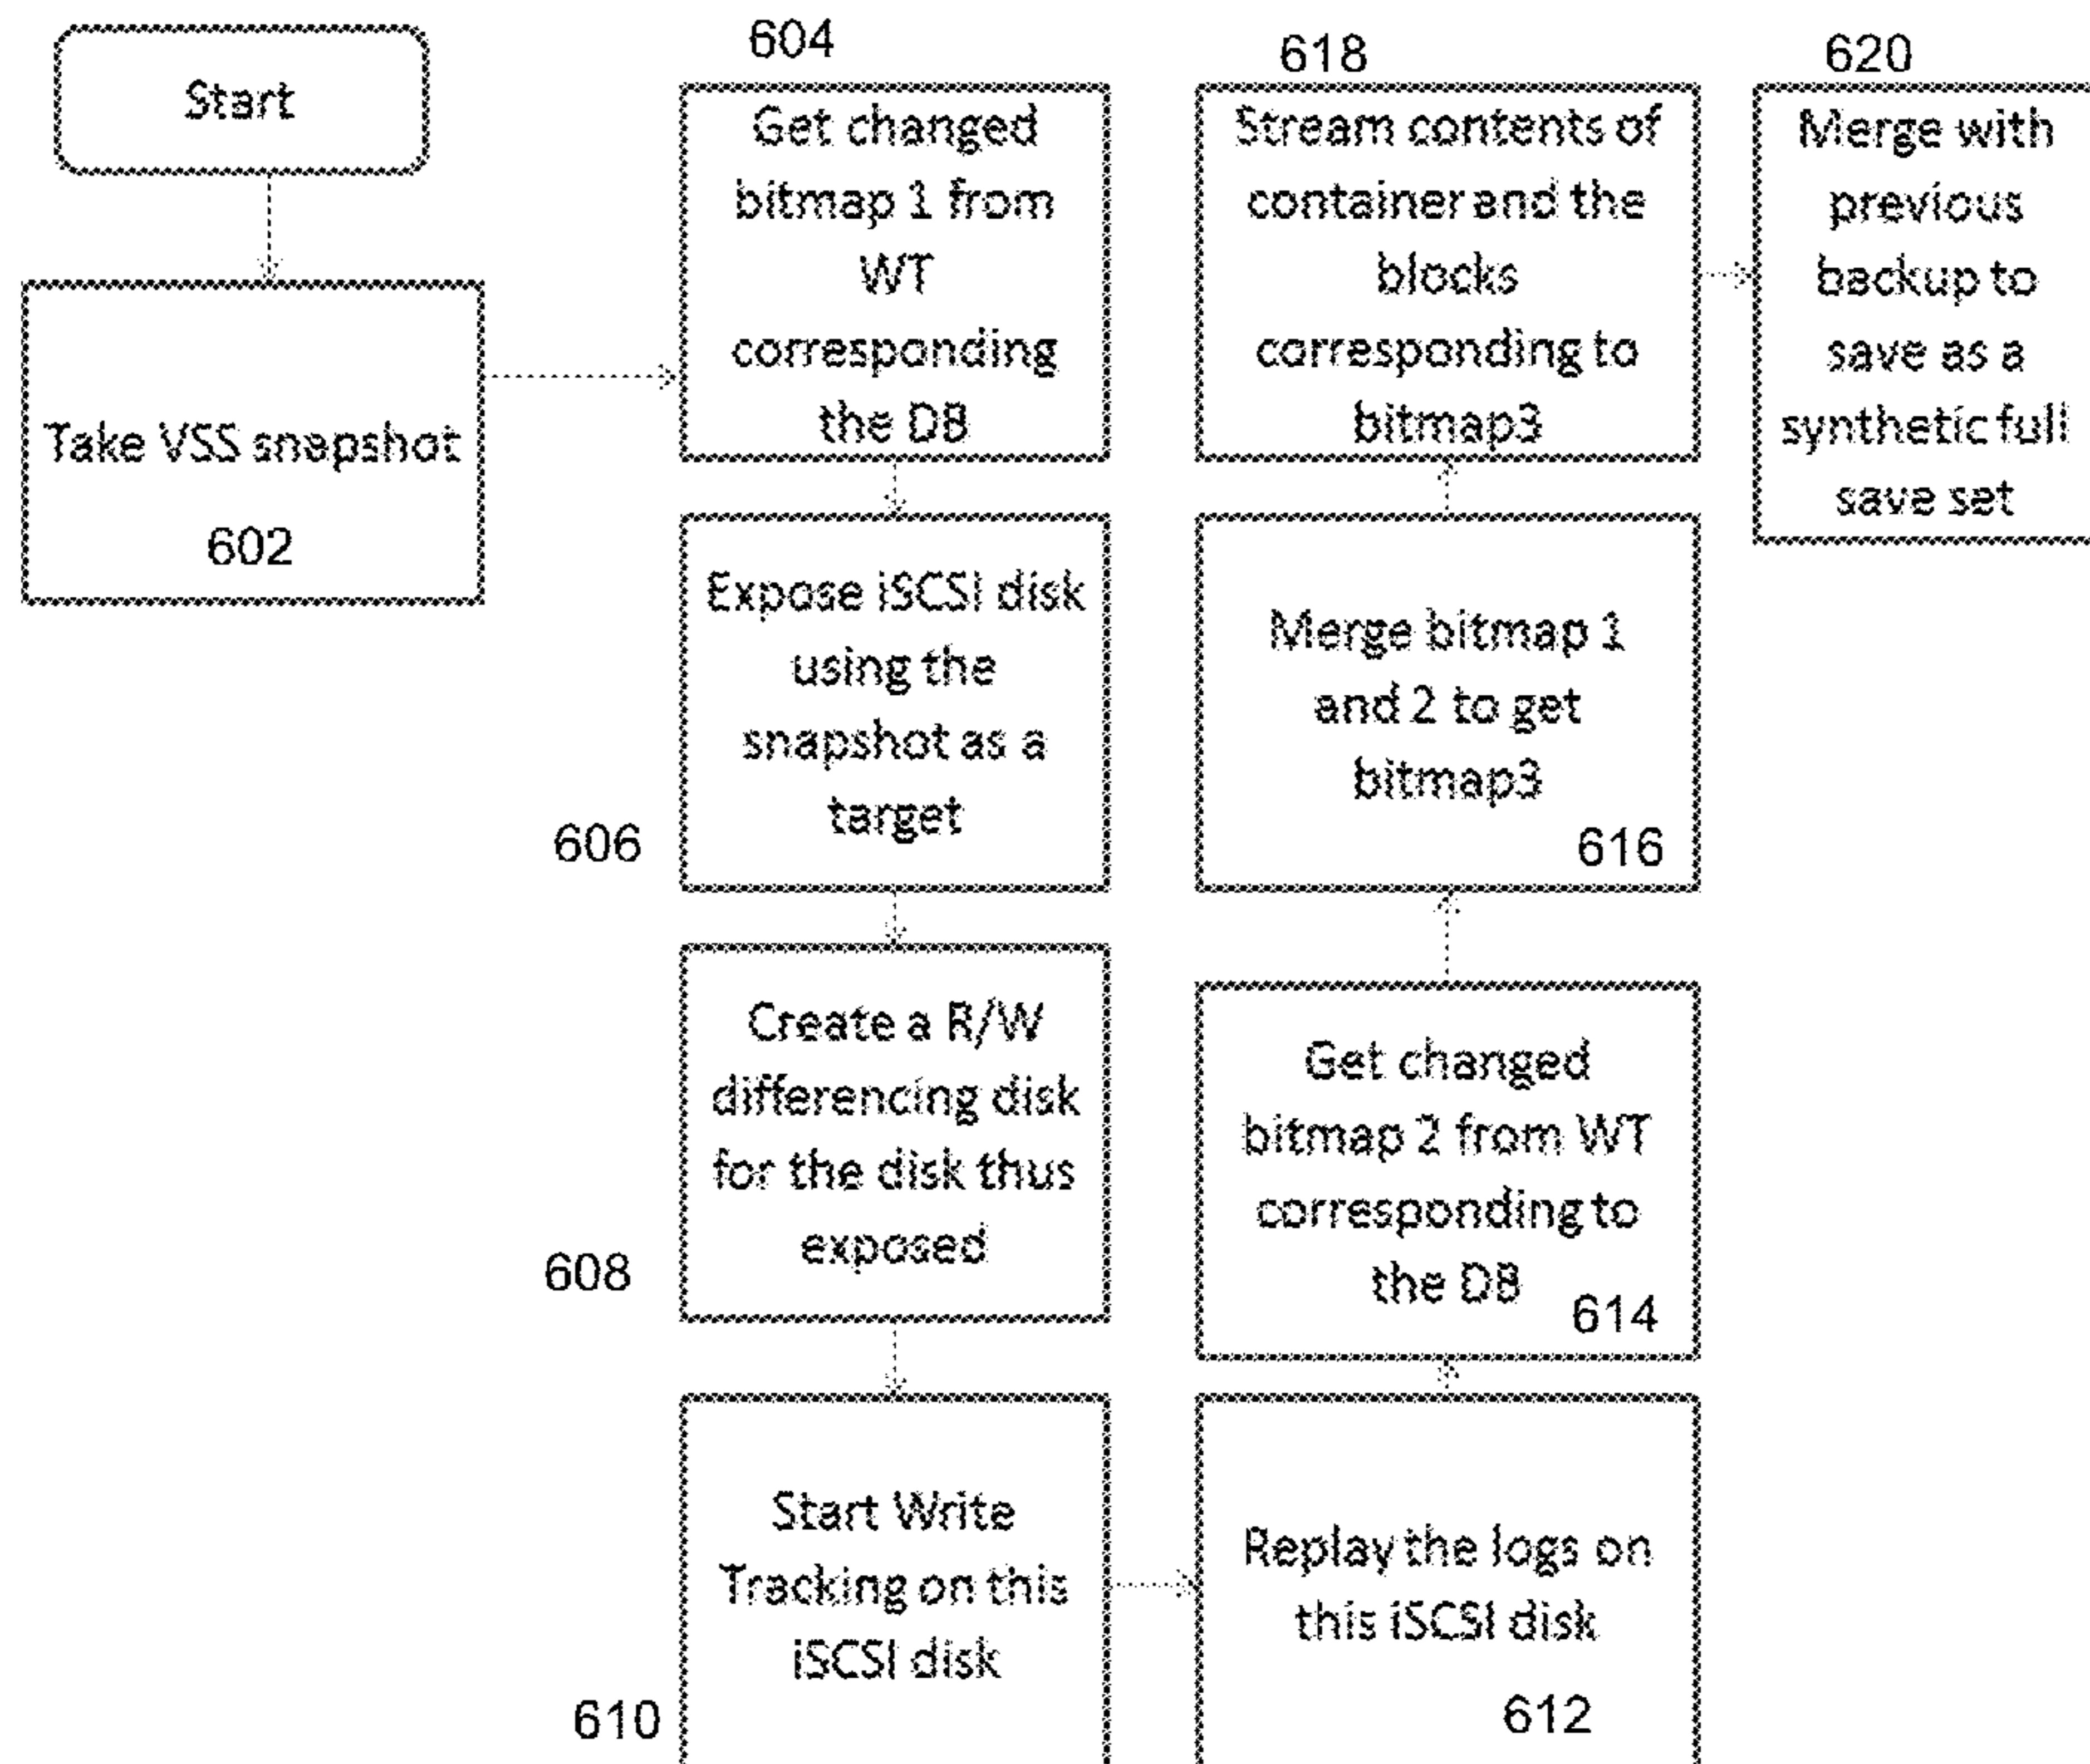 Start
Take VSS snapshot
602
604
Get changed
bitmap 1 from
WT
corresponding
the DB
Expose iSCSI disk
using the
snapshot as a
target
606
Create a R/W
differencing disk
for the disk thus
exposed
608
Start Write
Tracking on this
iSCSI disk
610
Replay the logs on
this iSCSI disk
612
Get changed
bitmap 2 from WT
corresponding to
the DB
614
Merge bitmap 1
and 2 to get
bitmap3
616
618
Stream contents of
container and the
blocks
corresponding to
bitmap3
620
Merge with
previous
backup to
save as a
synthetic full
save set